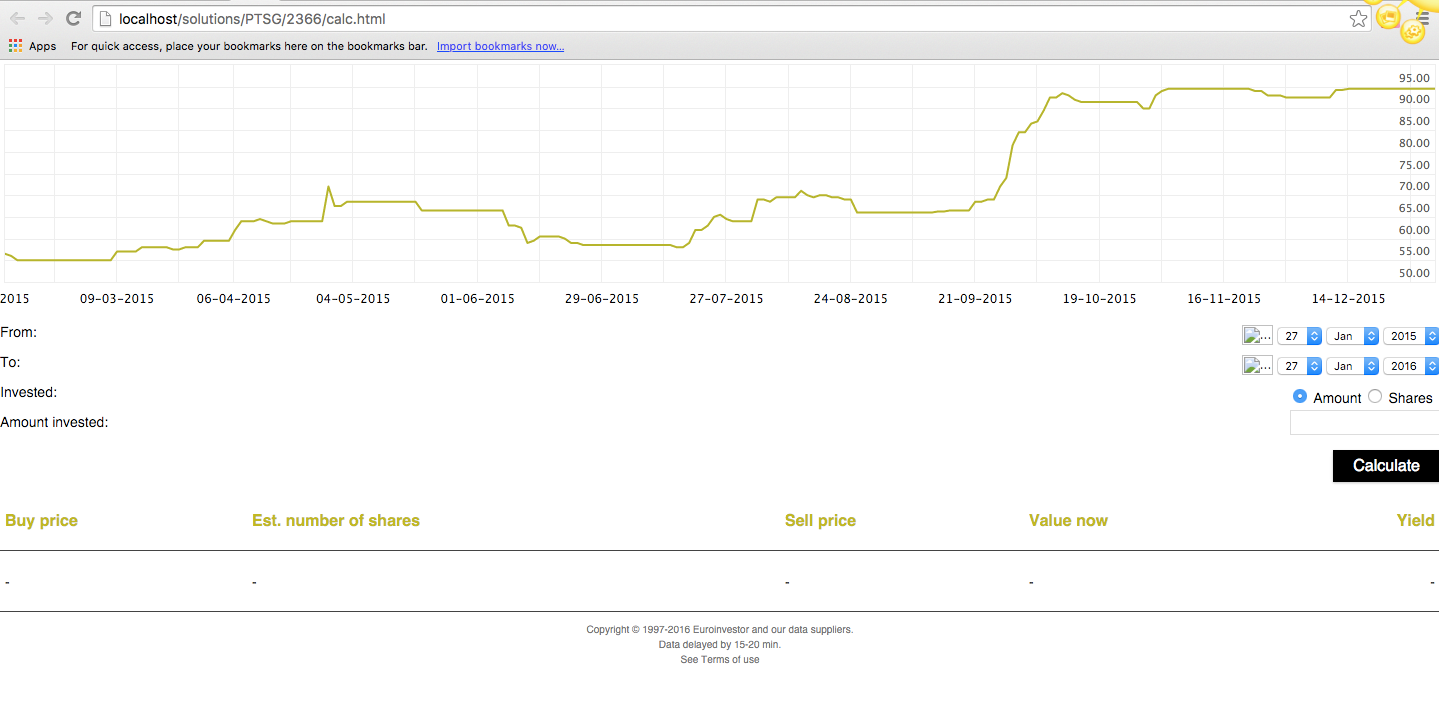 localhost/solutions/PTSG/2366/calc.html
Apps For quick access, place your bookmarks here on the bookmarks bar. Import bookmarks now...
95.00
90.00
85.00
80.00
75.00
70.00
65.00
60.00
55.00
50.00
2015 09-03-2015 06-04-2015 04-05-2015 01-06-2015 29-06-2015 27-07-2015 24-08-2015 21-09-2015 19-10-2015 16-11-2015 14-12-2015
From: ... 27 Jan 2015
To: ... 27 Jan 2016
Invested: Amount Shares
Amount invested:
Calculate
Buy price Est. number of shares Sell price Value now Yield
- - - - -
Copyright © 1997-2016 Euroinvestor and our data suppliers.
Data delayed by 15-20 min.
See Terms of use